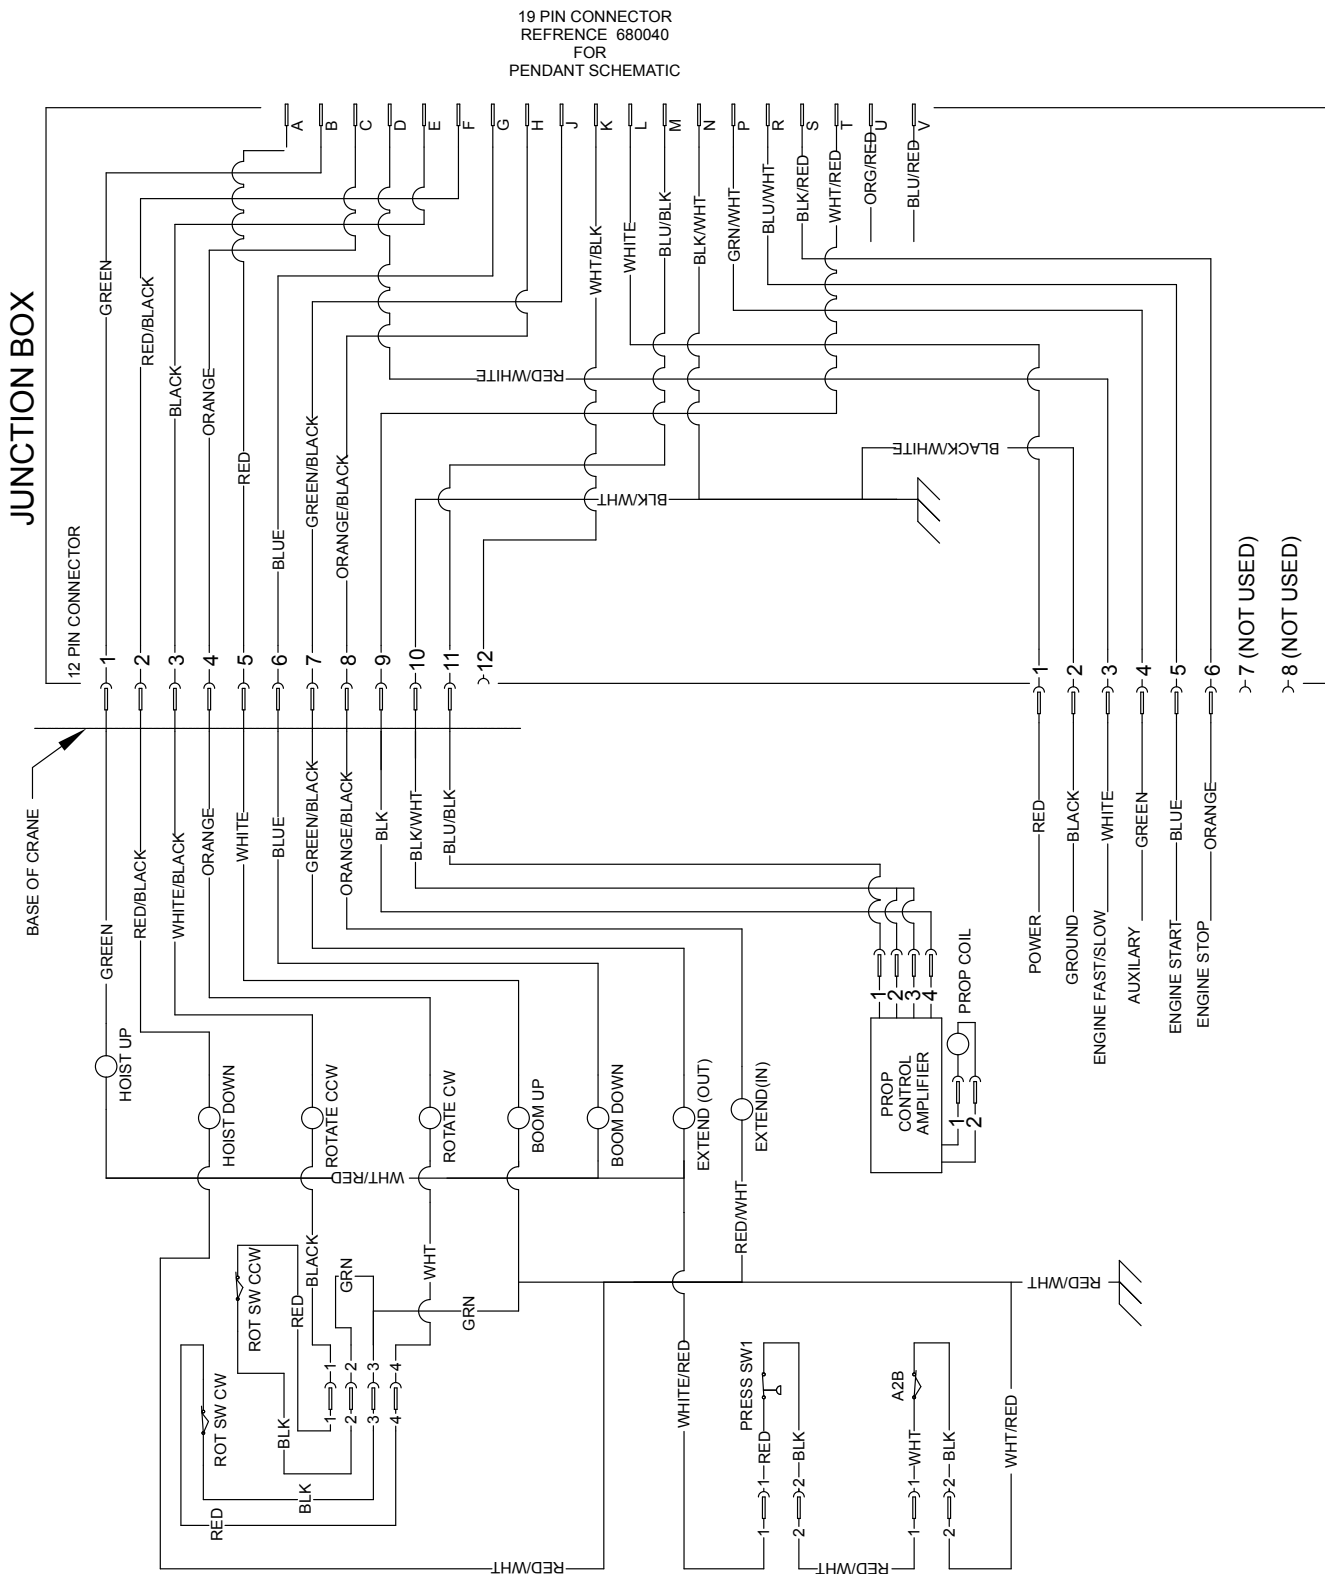 19 PIN CONNECTOR
REFRENCE 680040
FOR
PENDANT SCHEMATIC
JUNCTION BOX
A
B
C
D
E
F
G
H
J
K
L
M
N
P
R
S
T
U
V
GREEN
RED/BLACK
BLACK
ORANGE
RED
BLUE
GREEN/BLACK
ORANGE/BLACK
WHT/BLK
WHITE
BLU/BLK
BLK/WHT
GRN/WHT
BLU/WHT
BLK/RED
WHT/RED
ORG/RED
BLU/RED
RED/WHITE
BLACK/WHITE
BLK/WHT
12 PIN CONNECTOR
1
2
3
4
5
6
7
8
9
10
11
12
1
2
3
4
5
6
7 (NOT USED)
8 (NOT USED)
BASE OF CRANE
GREEN
RED/BLACK
WHITE/BLACK
ORANGE
WHITE
BLUE
GREEN/BLACK
ORANGE/BLACK
BLK
BLK/WHT
BLU/BLK
RED
BLACK
WHITE
GREEN
BLUE
ORANGE
POWER
GROUND
ENGINE FAST/SLOW
AUXILARY
ENGINE START
ENGINE STOP
1
2
3
4
PROP
CONTROL
AMPLIFIER
PROP COIL
1
2
HOIST UP
HOIST DOWN
ROTATE CCW
ROTATE CW
BOOM UP
BOOM DOWN
EXTEND (OUT)
EXTEND(IN)
WHT/RED
RED/WHT
BLACK
WHT
ROT SW CCW
GRN
RED
GRN
ROT SW CW
BLK
BLK
RED
1
2
3
4
1
2
3
4
RED/WHT
WHITE/RED
PRESS SW1
RED
BLK
1
2
1
2
A2B
WHT
BLK
1
2
1
2
WHT/RED
RED/WHT
RED/WHT